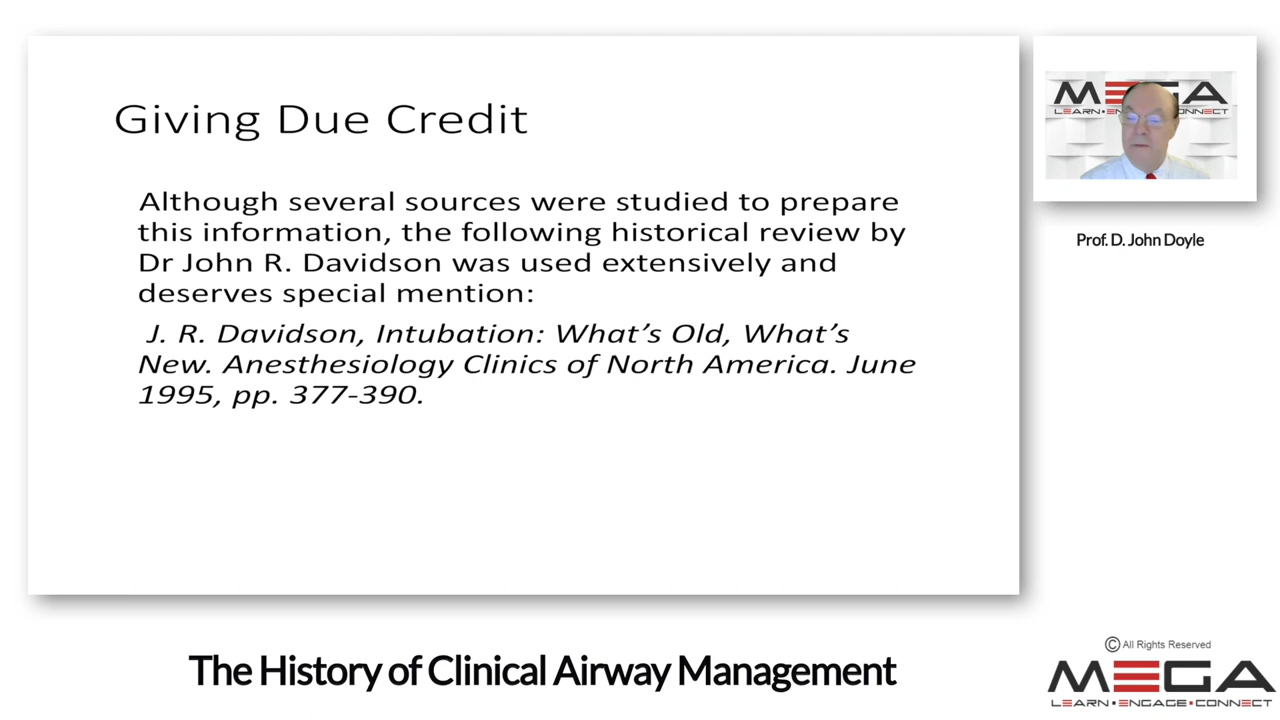 Giving Due Credit
Although several sources were studied to prepare
this information, the following historical review by
Dr John R. Davidson was used extensively and
deserves special mention:
J. R. Davidson, Intubation: What’s Old, What’s
New. Anesthesiology Clinics of North America. June
1995, pp. 377-390.
MEGA
LEARN•E
NNECT
Prof. D. John Doyle
The History of Clinical Airway Management
© All Rights Reserved
MEGA
LEARN•ENGAGE•CONNECT